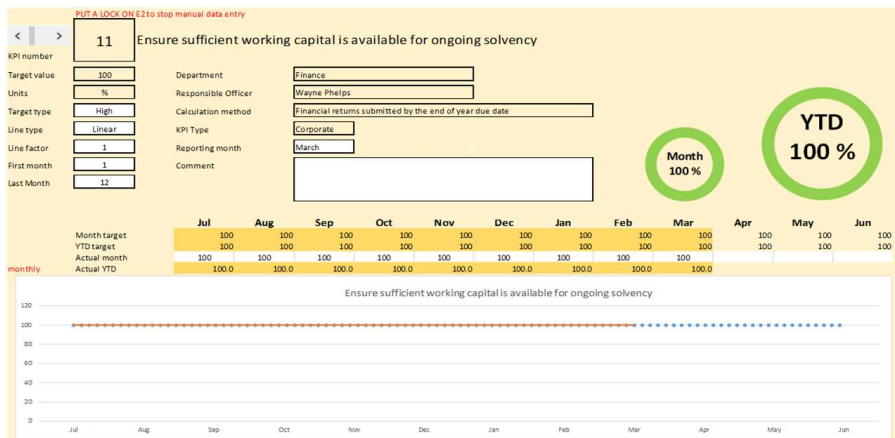 PUT A LOCK ON E2 to stop manual data entry
< >
KPI number
11
Ensure sufficient working capital is available for ongoing solvency
Target value 100 Department Finance
Units % Responsible Officer Wayne Phelps
Target type High Calculation method Financial returns submitted by the end of year due date
Line type Linear KPI Type Corporate
Line factor 1 Reporting month March
First month 1 Comment
Last Month 12
Month
100 %
YTD
100 %
Jul Aug Sep Oct Nov Dec Jan Feb Mar Apr May Jun
Month target 100 100 100 100 100 100 100 100 100 100 100 100
YTD target 100 100 100 100 100 100 100 100 100 100 100 100
Actual month 100 100 100 100 100 100 100 100 100
monthly Actual YTD 100.0 100.0 100.0 100.0 100.0 100.0 100.0 100.0 100.0
Ensure sufficient working capital is available for ongoing solvency
120
100
80
60
40
20
0
Jul Aug Sep Oct Nov Dec Jan Feb Mar Apr May Jun